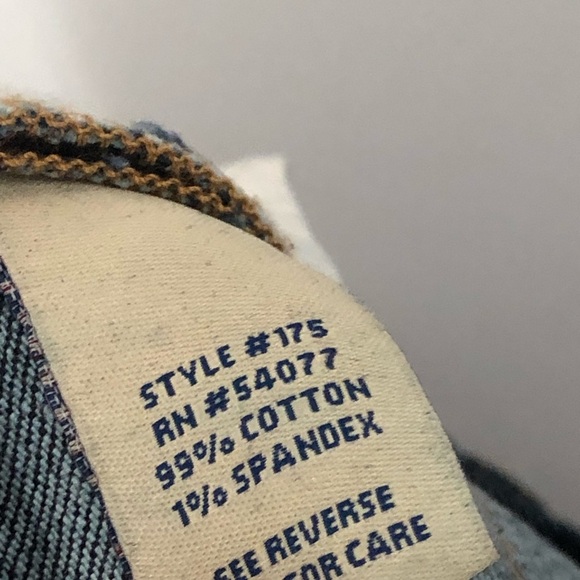 STYLE #175
RN #54077
99% COTTON
1% SPANDEX
SEE REVERSE
FOR CARE